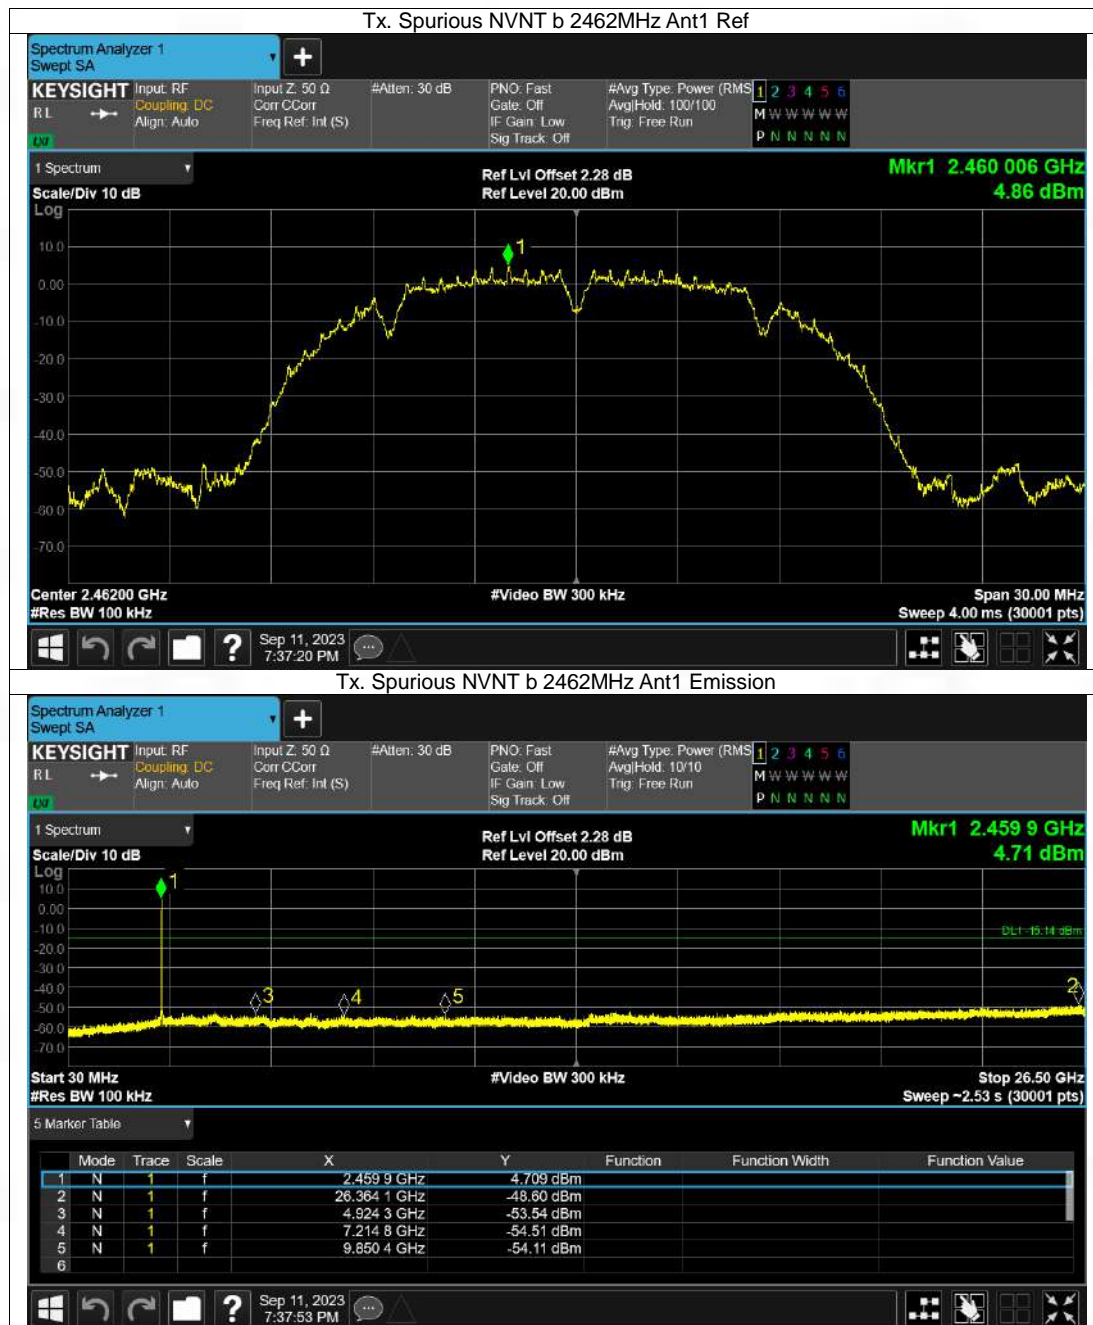 Tx. Spurious NVNT b 2462MHz Ant1 Ref
Spectrum Analyzer 1
Swept SA
KEYSIGHT Input: RF Input Z: 50 Ω #Atten: 30 dB PNO: Fast #Avg Type: Power (RMS 1 2 3 4 5 6
RL Coupling: DC Corr CCorr Gate: Off Avg|Hold: 100/100 M W W W W W
Align: Auto Freq Ref: Int (S) IF Gain: Low Trig: Free Run
Sig Track: Off P N N N N N
LXI
1 Spectrum Ref Lvl Offset 2.28 dB Mkr1 2.460 006 GHz
Scale/Div 10 dB Ref Level 20.00 dBm 4.86 dBm
Log
1
10.0
0.00
-10.0
-20.0
-30.0
-40.0
-50.0
-60.0
-70.0
Center 2.46200 GHz #Video BW 300 kHz Span 30.00 MHz
#Res BW 100 kHz Sweep 4.00 ms (30001 pts)
? Sep 11, 2023
7:37:20 PM
Tx. Spurious NVNT b 2462MHz Ant1 Emission
Spectrum Analyzer 1
Swept SA
KEYSIGHT Input: RF Input Z: 50 Ω #Atten: 30 dB PNO: Fast #Avg Type: Power (RMS 1 2 3 4 5 6
RL Coupling: DC Corr CCorr Gate: Off Avg|Hold: 10/10 M W W W W W
Align: Auto Freq Ref: Int (S) IF Gain: Low Trig: Free Run
Sig Track: Off P N N N N N
LXI
1 Spectrum Ref Lvl Offset 2.28 dB Mkr1 2.459 9 GHz
Scale/Div 10 dB Ref Level 20.00 dBm 4.71 dBm
Log
10.0 1
0.00
-10.0 DL1 -15.14 dBm
-20.0
-30.0
-40.0 3 4 5 2
-50.0
-60.0
-70.0
Start 30 MHz #Video BW 300 kHz Stop 26.50 GHz
#Res BW 100 kHz Sweep ~2.53 s (30001 pts)
5 Marker Table
Mode Trace Scale X Y Function Function Width Function Value
1 N 1 f 2.459 9 GHz 4.709 dBm
2 N 1 f 26.364 1 GHz -48.60 dBm
3 N 1 f 4.924 3 GHz -53.54 dBm
4 N 1 f 7.214 8 GHz -54.51 dBm
5 N 1 f 9.850 4 GHz -54.11 dBm
6
? Sep 11, 2023
7:37:53 PM